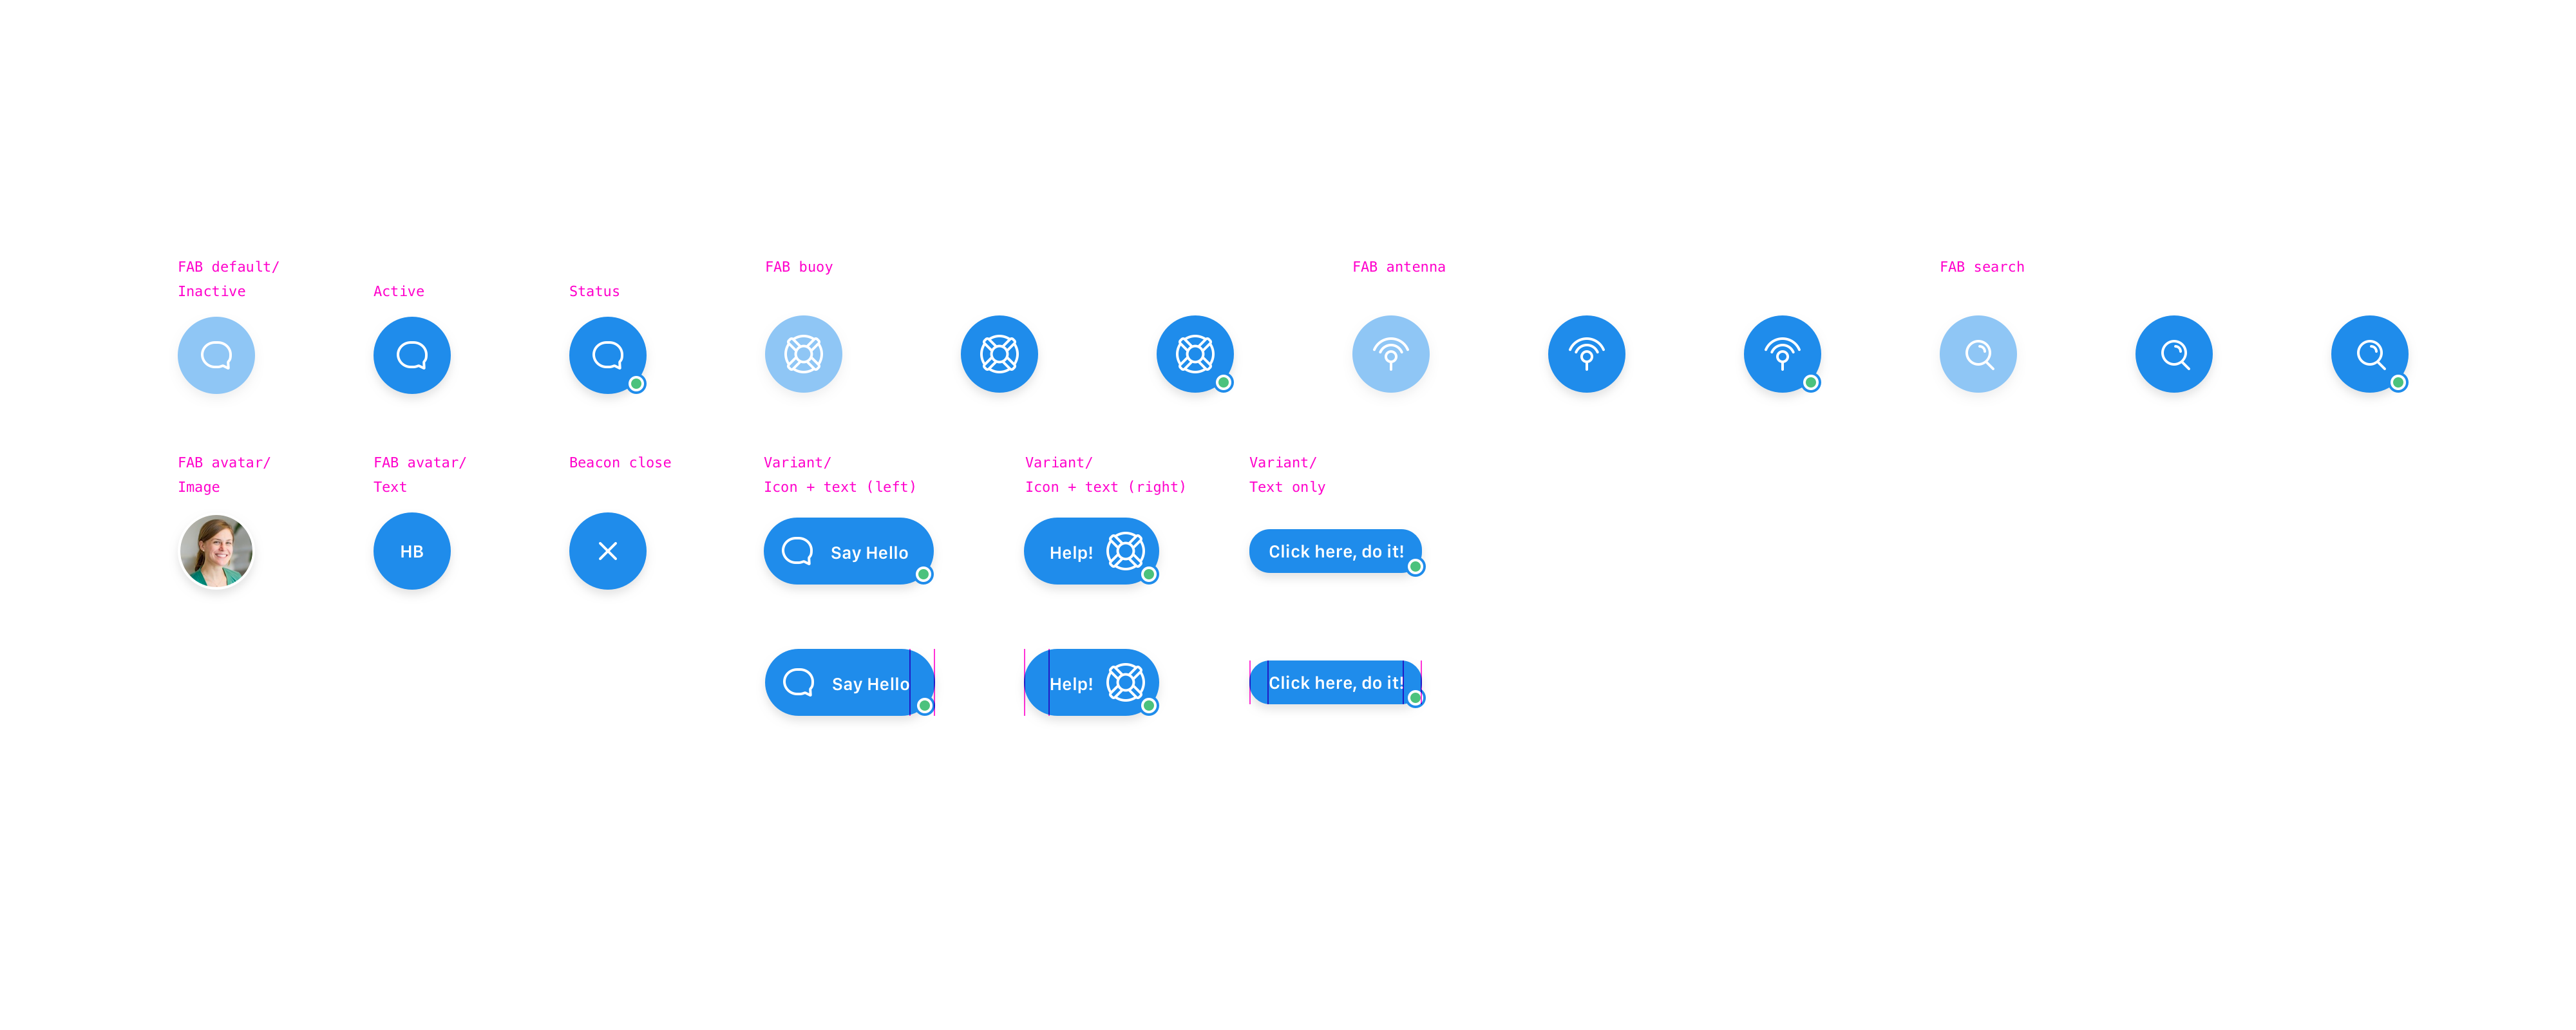 FAB default/
Inactive
Active
Status
FAB buoy
FAB antenna
FAB search
FAB avatar/
Image
FAB avatar/
Text
HB
Beacon close
Variant/
Icon + text (left)
Say Hello
Variant/
Icon + text (right)
Help!
Variant/
Text only
Click here, do it!
Say Hello
Help!
Click here, do it!